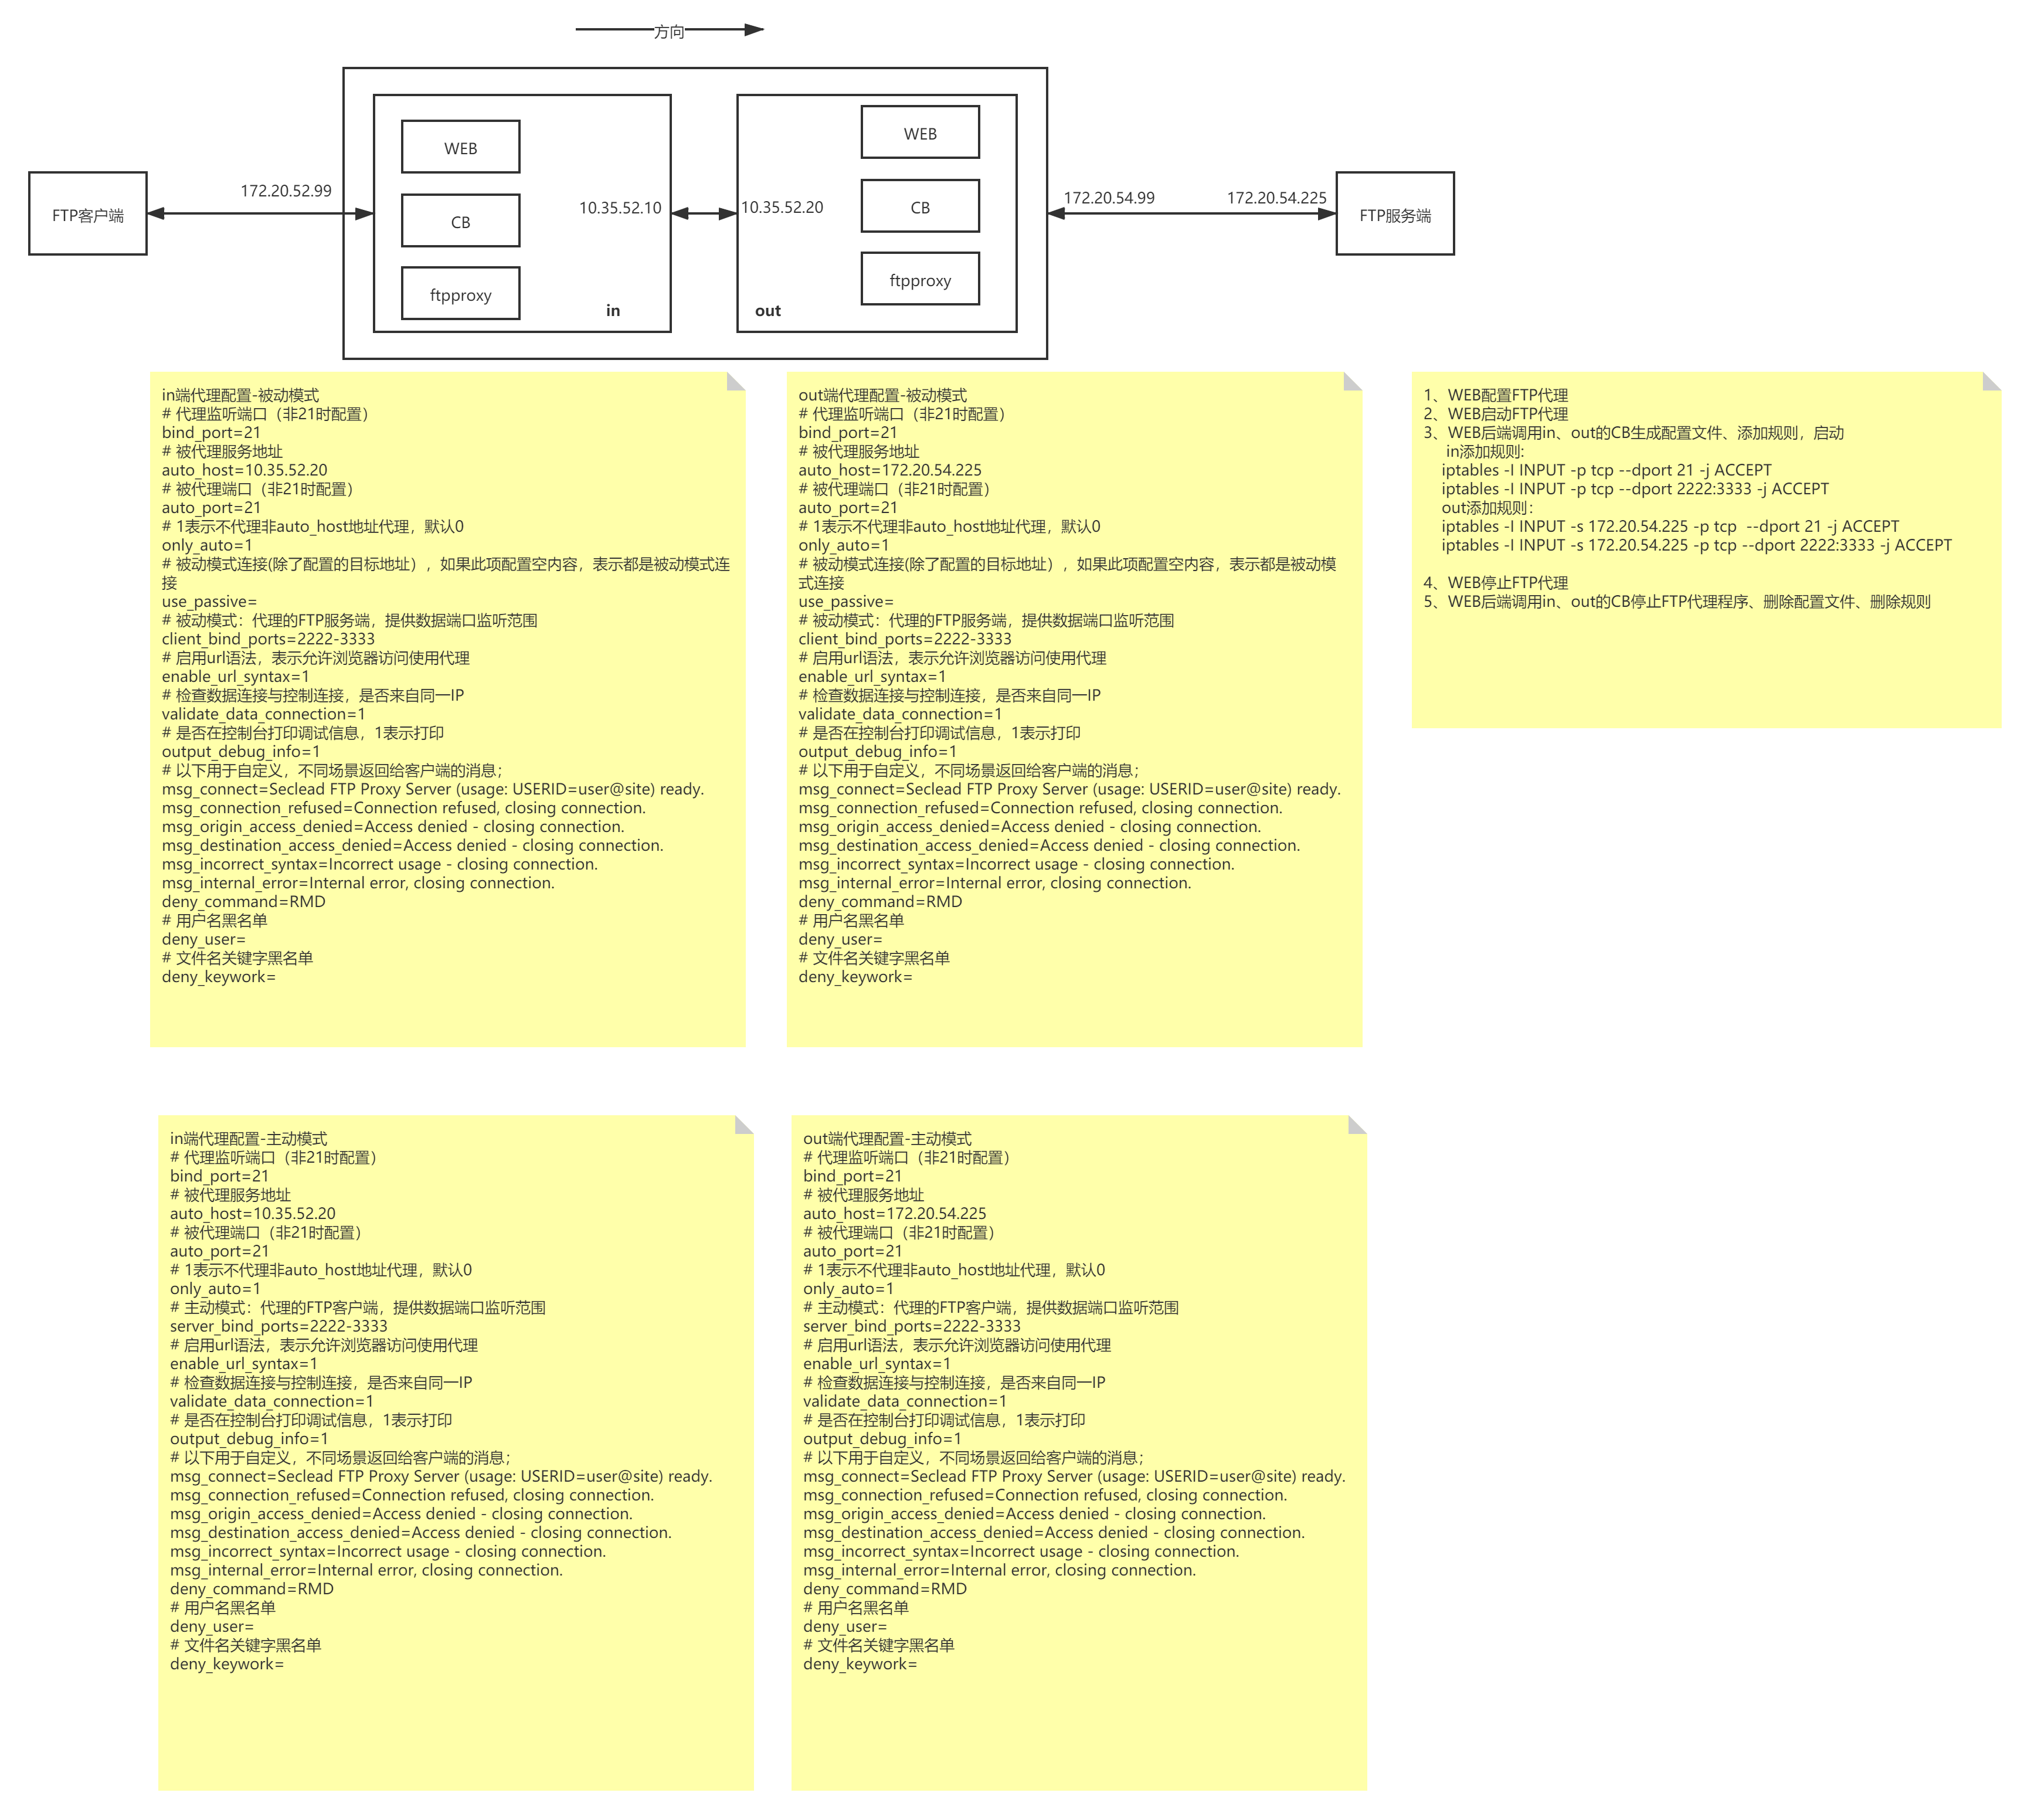 方向
FTP客户端
172.20.52.99
WEB
CB
ftpproxy
10.35.52.10
in
10.35.52.20
out
WEB
CB
ftpproxy
172.20.54.99
172.20.54.225
FTP服务端
in端代理配置-被动模式
# 代理监听端口（非21时配置）
bind_port=21
# 被代理服务地址
auto_host=10.35.52.20
# 被代理端口（非21时配置）
auto_port=21
# 1表示不代理非auto_host地址代理，默认0
only_auto=1
# 被动模式连接(除了配置的目标地址），如果此项配置空内容，表示都是被动模式连
接
use_passive=
# 被动模式：代理的FTP服务端，提供数据端口监听范围
client_bind_ports=2222-3333
# 启用url语法，表示允许浏览器访问使用代理
enable_url_syntax=1
# 检查数据连接与控制连接，是否来自同一IP
validate_data_connection=1
# 是否在控制台打印调试信息，1表示打印
output_debug_info=1
# 以下用于自定义，不同场景返回给客户端的消息；
msg_connect=Seclead FTP Proxy Server (usage: USERID=user@site) ready.
msg_connection_refused=Connection refused, closing connection.
msg_origin_access_denied=Access denied - closing connection.
msg_destination_access_denied=Access denied - closing connection.
msg_incorrect_syntax=Incorrect usage - closing connection.
msg_internal_error=Internal error, closing connection.
deny_command=RMD
# 用户名黑名单
deny_user=
# 文件名关键字黑名单
deny_keywork=
out端代理配置-被动模式
# 代理监听端口（非21时配置）
bind_port=21
# 被代理服务地址
auto_host=172.20.54.225
# 被代理端口（非21时配置）
auto_port=21
# 1表示不代理非auto_host地址代理，默认0
only_auto=1
# 被动模式连接(除了配置的目标地址），如果此项配置空内容，表示都是被动模
式连接
use_passive=
# 被动模式：代理的FTP服务端，提供数据端口监听范围
client_bind_ports=2222-3333
# 启用url语法，表示允许浏览器访问使用代理
enable_url_syntax=1
# 检查数据连接与控制连接，是否来自同一IP
validate_data_connection=1
# 是否在控制台打印调试信息，1表示打印
output_debug_info=1
# 以下用于自定义，不同场景返回给客户端的消息；
msg_connect=Seclead FTP Proxy Server (usage: USERID=user@site) ready.
msg_connection_refused=Connection refused, closing connection.
msg_origin_access_denied=Access denied - closing connection.
msg_destination_access_denied=Access denied - closing connection.
msg_incorrect_syntax=Incorrect usage - closing connection.
msg_internal_error=Internal error, closing connection.
deny_command=RMD
# 用户名黑名单
deny_user=
# 文件名关键字黑名单
deny_keywork=
1、WEB配置FTP代理
2、WEB启动FTP代理
3、WEB后端调用in、out的CB生成配置文件、添加规则，启动
in添加规则:
iptables -I INPUT -p tcp --dport 21 -j ACCEPT
iptables -I INPUT -p tcp --dport 2222:3333 -j ACCEPT
out添加规则：
iptables -I INPUT -s 172.20.54.225 -p tcp  --dport 21 -j ACCEPT
iptables -I INPUT -s 172.20.54.225 -p tcp --dport 2222:3333 -j ACCEPT
4、WEB停止FTP代理
5、WEB后端调用in、out的CB停止FTP代理程序、删除配置文件、删除规则
in端代理配置-主动模式
# 代理监听端口（非21时配置）
bind_port=21
# 被代理服务地址
auto_host=10.35.52.20
# 被代理端口（非21时配置）
auto_port=21
# 1表示不代理非auto_host地址代理，默认0
only_auto=1
# 主动模式：代理的FTP客户端，提供数据端口监听范围
server_bind_ports=2222-3333
# 启用url语法，表示允许浏览器访问使用代理
enable_url_syntax=1
# 检查数据连接与控制连接，是否来自同一IP
validate_data_connection=1
# 是否在控制台打印调试信息，1表示打印
output_debug_info=1
# 以下用于自定义，不同场景返回给客户端的消息；
msg_connect=Seclead FTP Proxy Server (usage: USERID=user@site) ready.
msg_connection_refused=Connection refused, closing connection.
msg_origin_access_denied=Access denied - closing connection.
msg_destination_access_denied=Access denied - closing connection.
msg_incorrect_syntax=Incorrect usage - closing connection.
msg_internal_error=Internal error, closing connection.
deny_command=RMD
# 用户名黑名单
deny_user=
# 文件名关键字黑名单
deny_keywork=
out端代理配置-主动模式
# 代理监听端口（非21时配置）
bind_port=21
# 被代理服务地址
auto_host=172.20.54.225
# 被代理端口（非21时配置）
auto_port=21
# 1表示不代理非auto_host地址代理，默认0
only_auto=1
# 主动模式：代理的FTP客户端，提供数据端口监听范围
server_bind_ports=2222-3333
# 启用url语法，表示允许浏览器访问使用代理
enable_url_syntax=1
# 检查数据连接与控制连接，是否来自同一IP
validate_data_connection=1
# 是否在控制台打印调试信息，1表示打印
output_debug_info=1
# 以下用于自定义，不同场景返回给客户端的消息；
msg_connect=Seclead FTP Proxy Server (usage: USERID=user@site) ready.
msg_connection_refused=Connection refused, closing connection.
msg_origin_access_denied=Access denied - closing connection.
msg_destination_access_denied=Access denied - closing connection.
msg_incorrect_syntax=Incorrect usage - closing connection.
msg_internal_error=Internal error, closing connection.
deny_command=RMD
# 用户名黑名单
deny_user=
# 文件名关键字黑名单
deny_keywork=